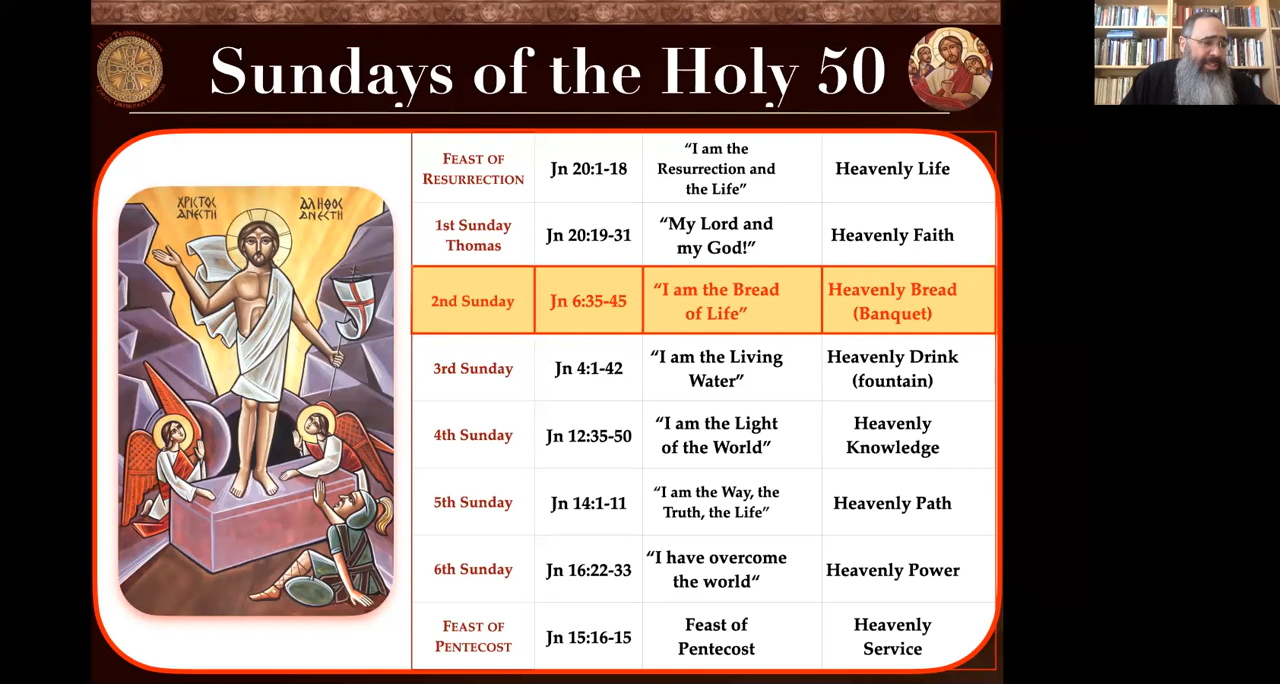 Sundays of the Holy 50
ΧΡΙCΤΟC
ΑΝΕCΤΗ
ΑΛΗΘΟC
ΑΝΕCΤΗ
FEAST OF
RESURRECTION
Jn 20:1-18
“I am the
Resurrection and
the Life”
Heavenly Life
1st Sunday
Thomas
Jn 20:19-31
“My Lord and
my God!”
Heavenly Faith
2nd Sunday
Jn 6:35-45
“I am the Bread
of Life”
Heavenly Bread
(Banquet)
3rd Sunday
Jn 4:1-42
“I am the Living
Water”
Heavenly Drink
(fountain)
4th Sunday
Jn 12:35-50
“I am the Light
of the World”
Heavenly
Knowledge
5th Sunday
Jn 14:1-11
“I am the Way, the
Truth, the Life”
Heavenly Path
6th Sunday
Jn 16:22-33
“I have overcome
the world“
Heavenly Power
FEAST OF
PENTECOST
Jn 15:16-15
Feast of
Pentecost
Heavenly
Service